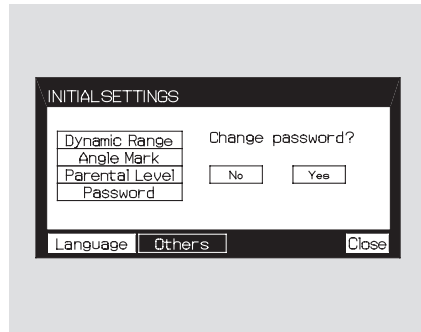 INITIALSETTINGS
Dynamic Range
Angle Mark
Parental Level
Password
Change password?
No Yes
Language Others Close